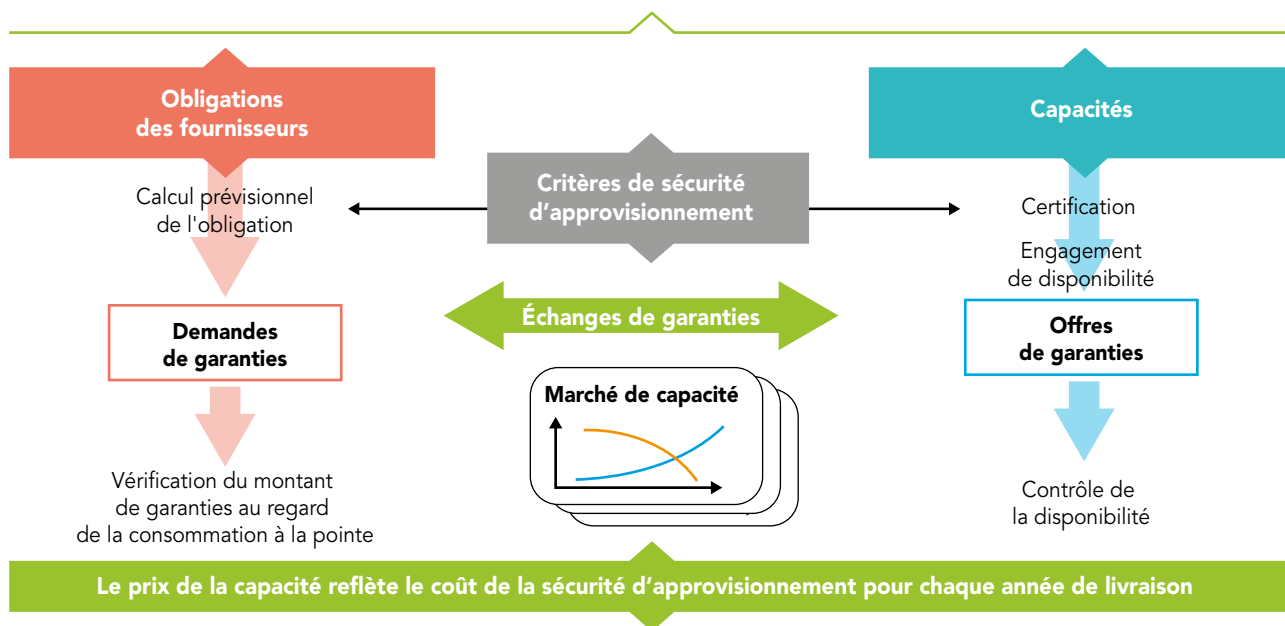 Obligations
des fournisseurs
Capacités
Critères de sécurité
d’approvisionnement
Calcul prévisionnel
de l'obligation
Certification
Engagement
de disponibilité
Échanges de garanties
Demandes
de garanties
Offres
de garanties
Marché de capacité
Vérification du montant
de garanties au regard
de la consommation à la pointe
Contrôle de
la disponibilité
Le prix de la capacité reflète le coût de la sécurité d’approvisionnement pour chaque année de livraison